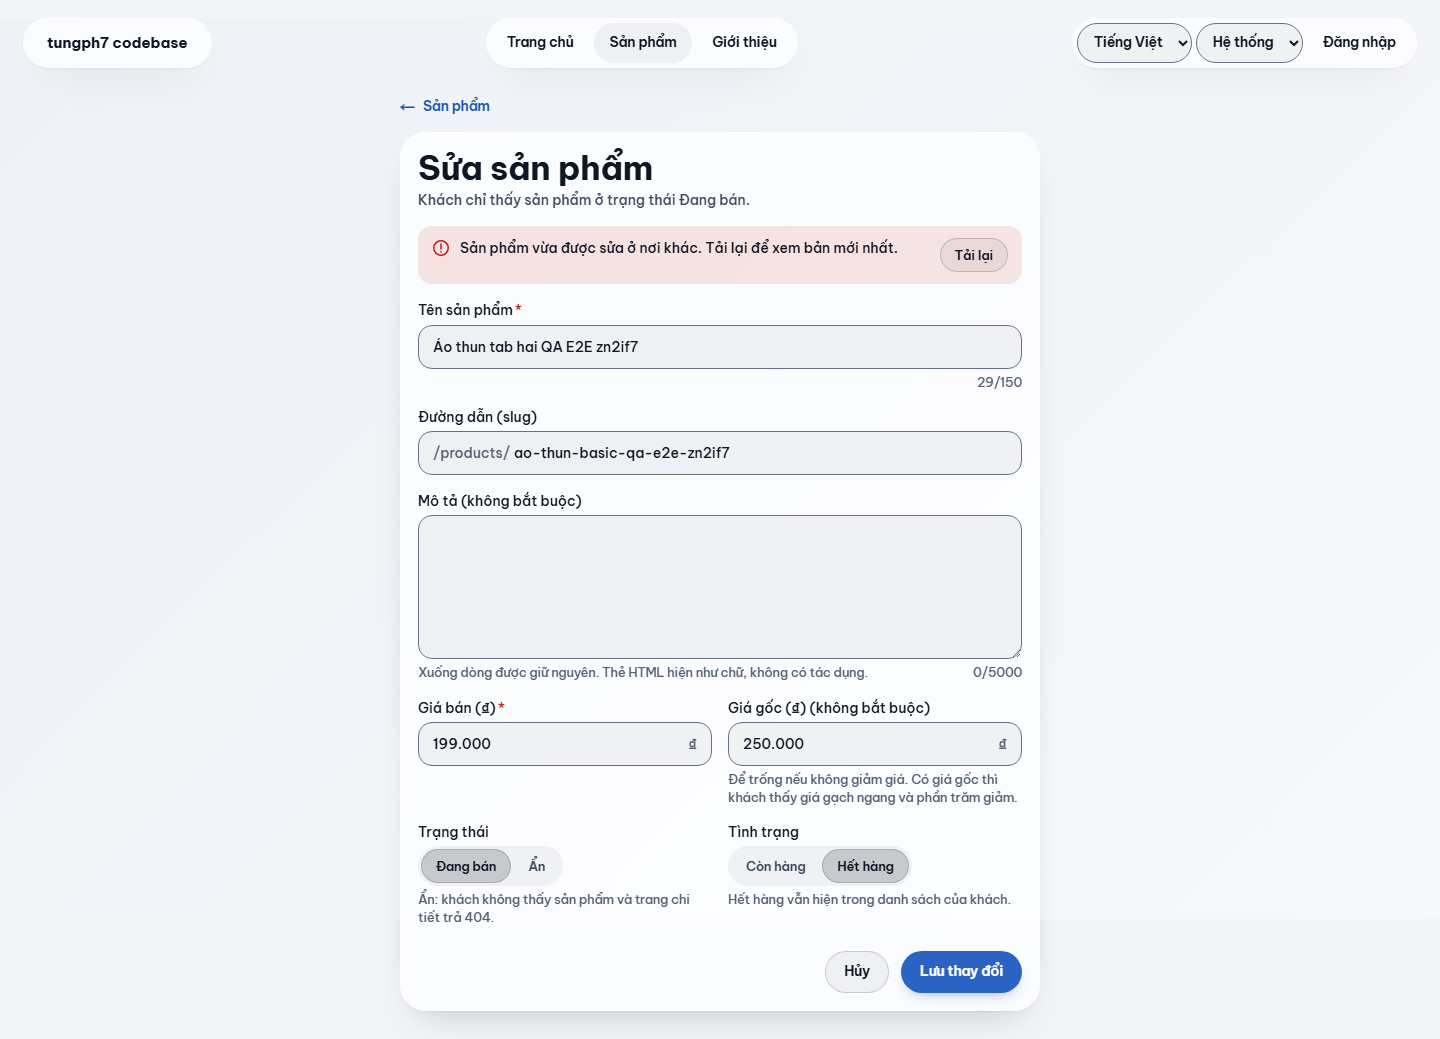 tungph7 codebase
Trang chủ
Sản phẩm
Giới thiệu
Tiếng Việt
Hệ thống
Đăng nhập
← Sản phẩm
Sửa sản phẩm
Khách chỉ thấy sản phẩm ở trạng thái Đang bán.
Sản phẩm vừa được sửa ở nơi khác. Tải lại để xem bản mới nhất.
Tải lại
Tên sản phẩm *
Áo thun tab hai QA E2E zn2if7
29/150
Đường dẫn (slug)
/products/ ao-thun-basic-qa-e2e-zn2if7
Mô tả (không bắt buộc)
Xuống dòng được giữ nguyên. Thẻ HTML hiện như chữ, không có tác dụng.
0/5000
Giá bán (₫) *
199.000 ₫
Giá gốc (₫) (không bắt buộc)
250.000 ₫
Để trống nếu không giảm giá. Có giá gốc thì
khách thấy giá gạch ngang và phần trăm giảm.
Trạng thái
Đang bán
Ẩn
Ẩn: khách không thấy sản phẩm và trang chi
tiết trả 404.
Tình trạng
Còn hàng
Hết hàng
Hết hàng vẫn hiện trong danh sách của khách.
Hủy
Lưu thay đổi